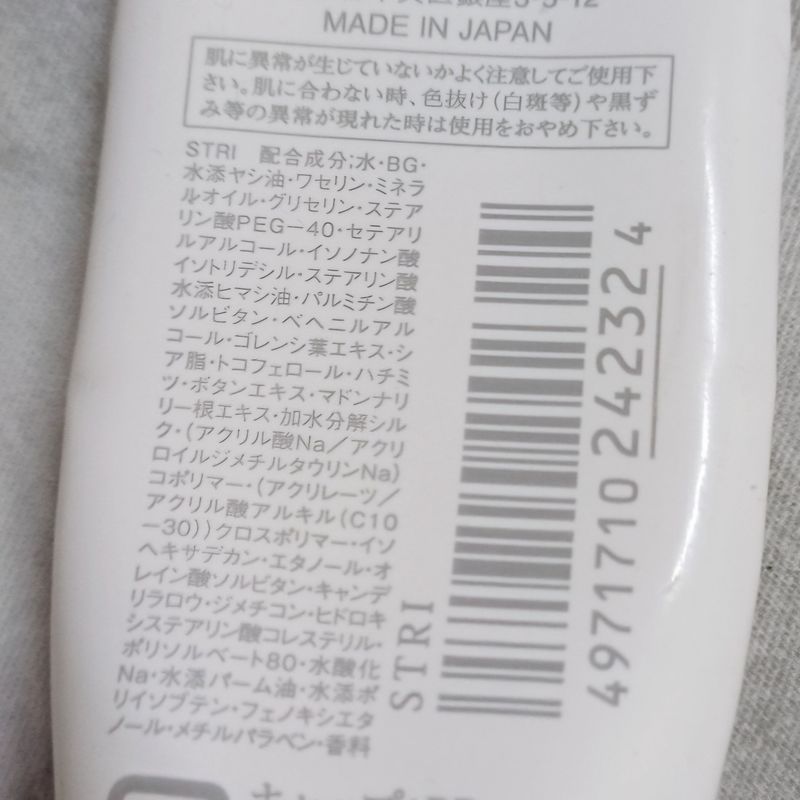 MADE IN JAPAN
肌に異常が生じていないかよく注意してご使用下
さい。肌に合わない時、色抜け(白斑等)や黒ず
み等の異常が現れた時は使用をおやめ下さい。
STRI 配合成分;水・BG・
水添ヤシ油・ワセリン・ミネラ
ルオイル・グリセリン・ステア
リン酸PEG-40・セテアリ
ルアルコール・イソノナン酸
イソトリデシル・ステアリン酸
水添ヒマシ油・パルミチン酸
ソルビタン・ベヘニルアル
コール・ゴレンシ葉エキス・シ
ア脂・トコフェロール・ハチミ
ツ・ボタンエキス・マドンナリ
リー根エキス・加水分解シル
ク・(アクリル酸Na/アクリ
ロイルジメチルタウリンNa)
コポリマー・(アクリレーツ/
アクリル酸アルキル(C10
-30))クロスポリマー・イソ
ヘキサデカン・エタノール・オ
レイン酸ソルビタン・キャンデ
リラロウ・ジメチコン・ヒドロキ
システアリン酸コレステリル・
ポリソルベート80・水酸化
Na・水添パーム油・水添ポ
リイソブテン・フェノキシエタ
ノール・メチルパラベン・香料
STRI
4971710242324